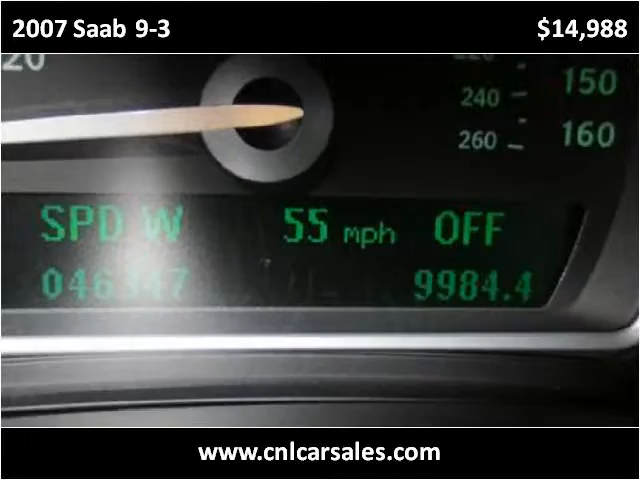 2007 Saab 9-3 $14,988
20
240 150
260 160
SPD W 55 mph OFF
046347 9984.4
www.cnlcarsales.com